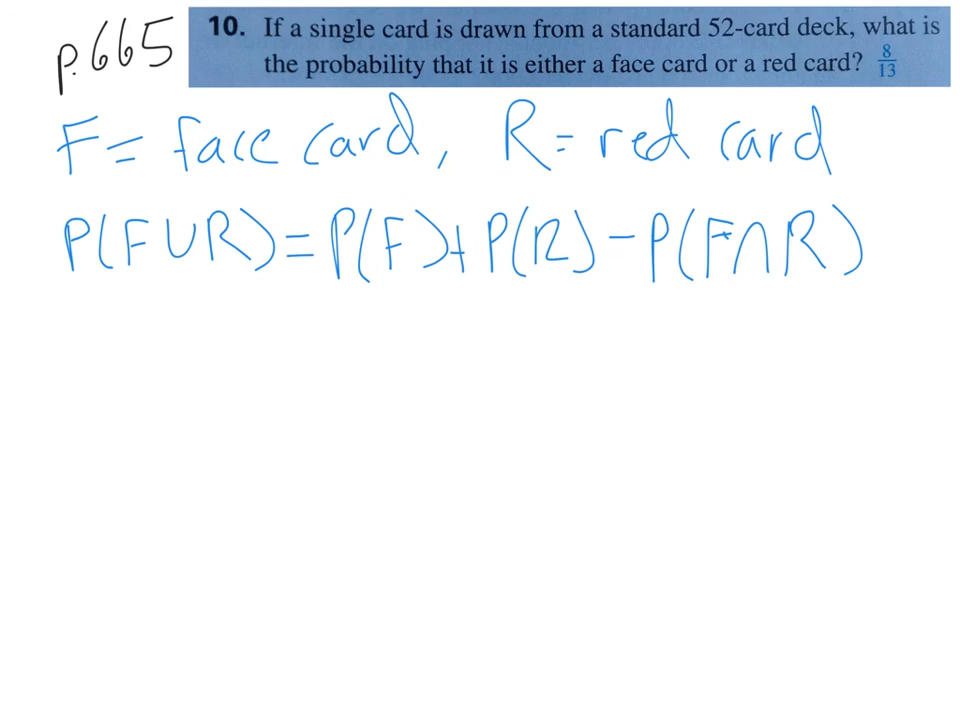 p.665
10. If a single card is drawn from a standard 52-card deck, what is
the probability that it is either a face card or a red card? 8/13
F = face card, R = red card
P(F∪R) = P(F) + P(R) − P(F∩R)